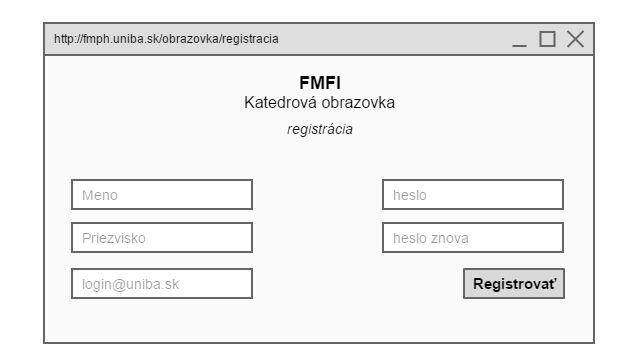 http://fmph.uniba.sk/obrazovka/registracia
FMFI
Katedrová obrazovka
registrácia
Meno
heslo
Priezvisko
heslo znova
login@uniba.sk
Registrovať